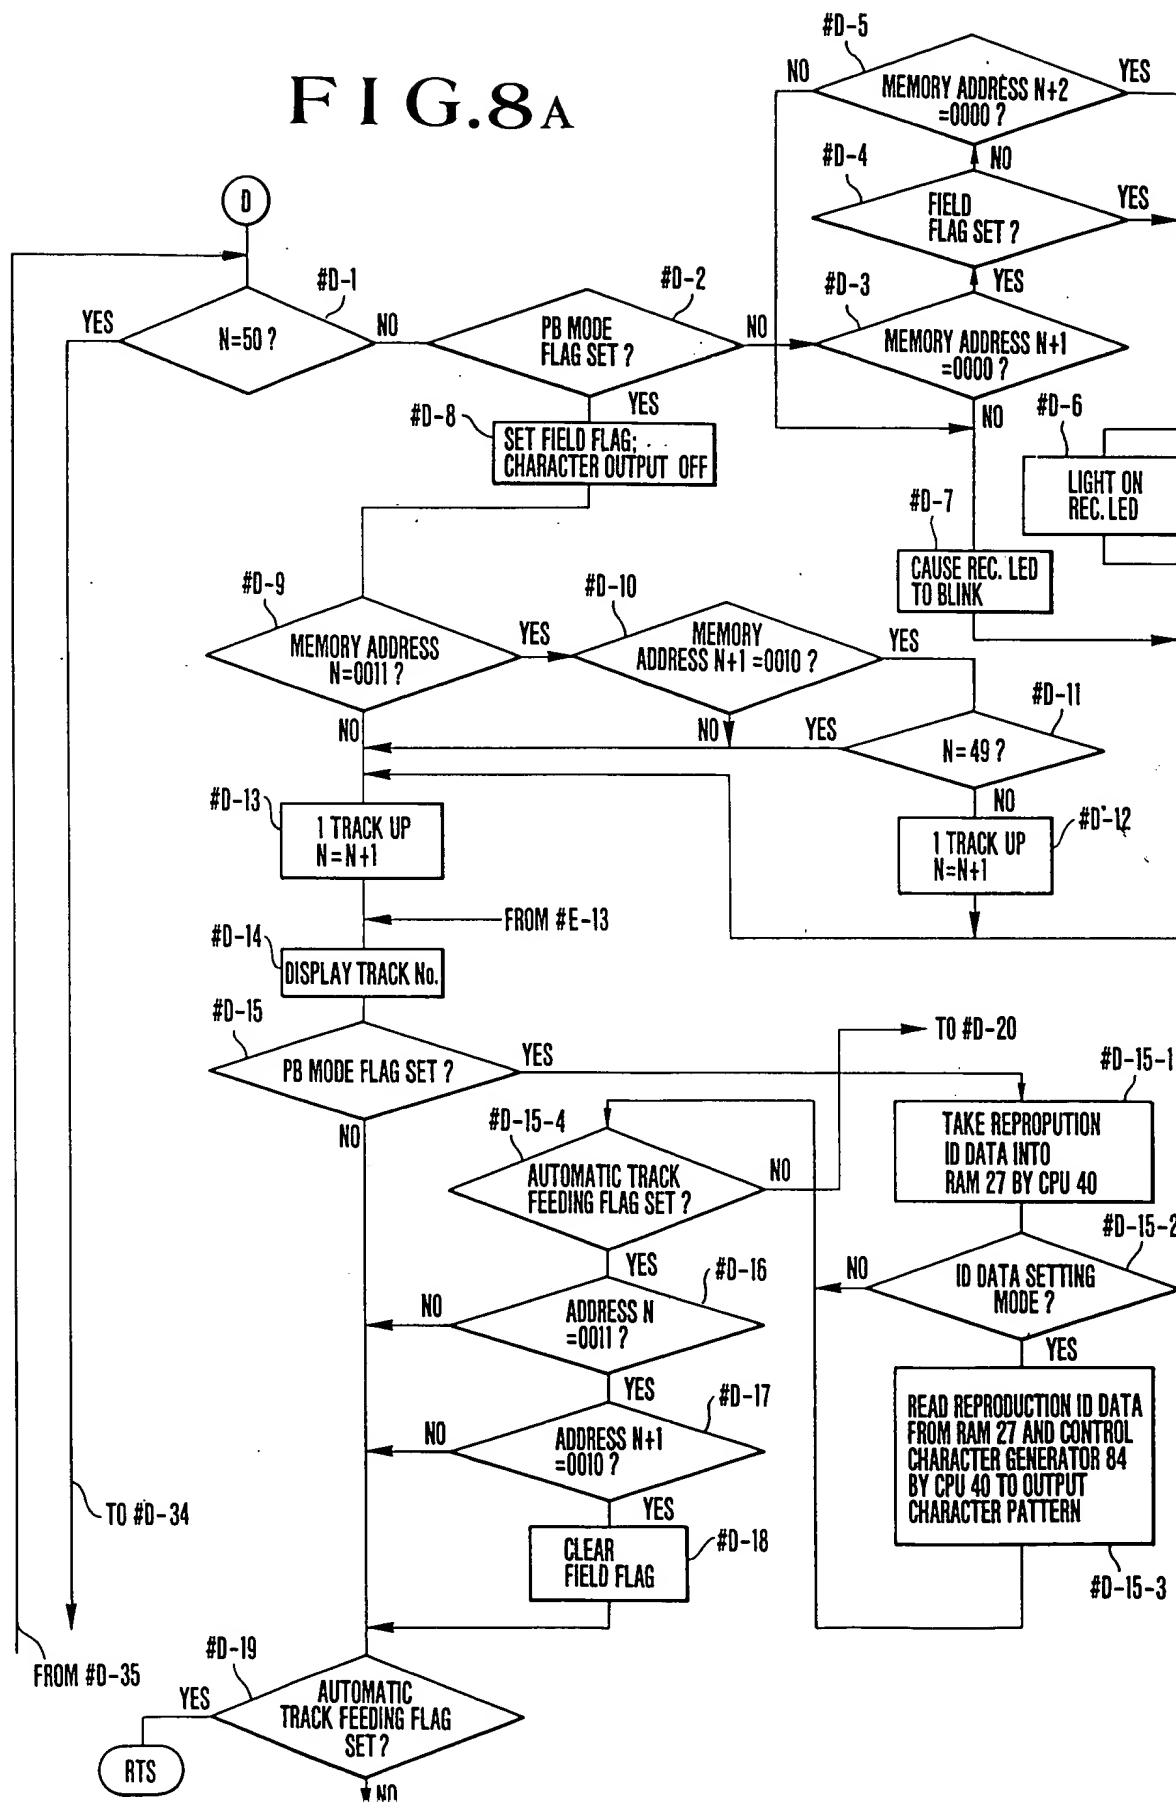 FIG.8A
#D-5
NO
MEMORY ADDRESS N+2
=0000 ?
YES
#D-4
NO
FIELD
FLAG SET ?
YES
D
#D-1
YES
N=50 ?
NO
#D-2
PB MODE
FLAG SET ?
NO
YES
#D-3
YES
MEMORY ADDRESS N+1
=0000 ?
NO
#D-8
SET FIELD FLAG;
CHARACTER OUTPUT OFF
#D-6
LIGHT ON
REC. LED
#D-7
CAUSE REC. LED
TO BLINK
#D-9
MEMORY ADDRESS
N=0011 ?
YES
NO
#D-10
MEMORY
ADDRESS N+1 =0010 ?
YES
NO
#D-11
YES
N=49 ?
NO
#D-13
1 TRACK UP
N=N+1
#D-12
1 TRACK UP
N=N+1
FROM #E-13
#D-14
DISPLAY TRACK No.
#D-15
PB MODE FLAG SET ?
YES
NO
TO #D-20
#D-15-1
TAKE REPROPUTION
ID DATA INTO
RAM 27 BY CPU 40
#D-15-4
AUTOMATIC TRACK
FEEDING FLAG SET ?
NO
YES
#D-15-2
NO
ID DATA SETTING
MODE ?
YES
#D-16
NO
ADDRESS N
=0011 ?
YES
#D-17
NO
ADDRESS N+1
=0010 ?
YES
READ REPRODUCTION ID DATA
FROM RAM 27 AND CONTROL
CHARACTER GENERATOR 84
BY CPU 40 TO OUTPUT
CHARACTER PATTERN
#D-15-3
TO #D-34
#D-18
CLEAR
FIELD FLAG
FROM #D-35
#D-19
YES
AUTOMATIC
TRACK FEEDING FLAG
SET ?
RTS
NO